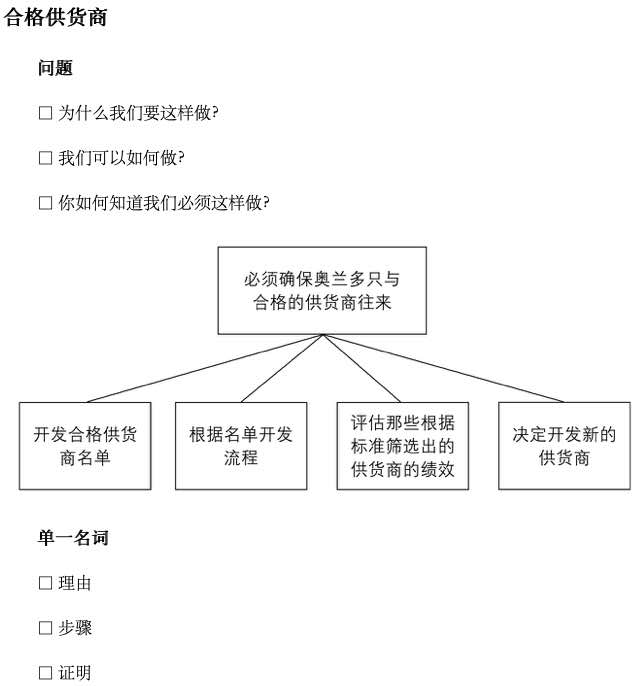 合格供货商
问题
□ 为什么我们要这样做?
□ 我们可以如何做?
□ 你如何知道我们必须这样做?
必须确保奥兰多只与
合格的供货商往来
开发合格供货
商名单
根据名单开发
流程
评估那些根据
标准筛选出的
供货商的绩效
决定开发新的
供货商
单一名词
□ 理由
□ 步骤
□ 证明